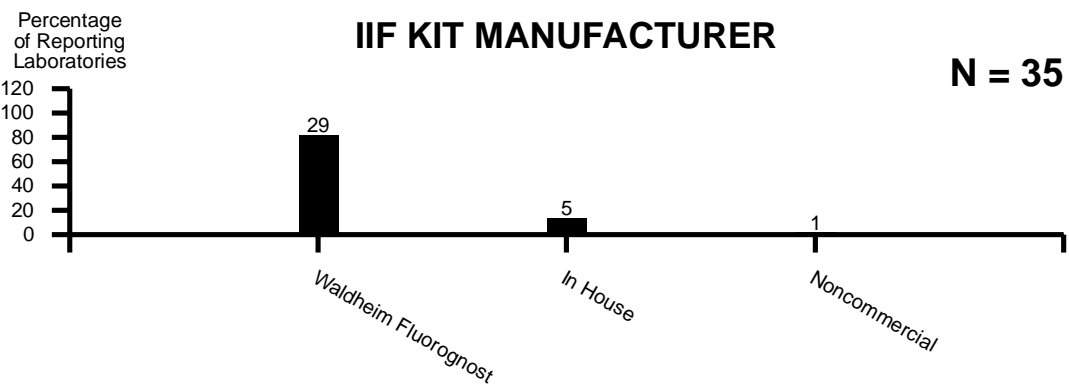 Percentage
of Reporting
Laboratories
IIF KIT MANUFACTURER
N = 35
120
100
80
60
40
20
0
29
5
1
Waldheim Fluorognost
In House
Noncommercial